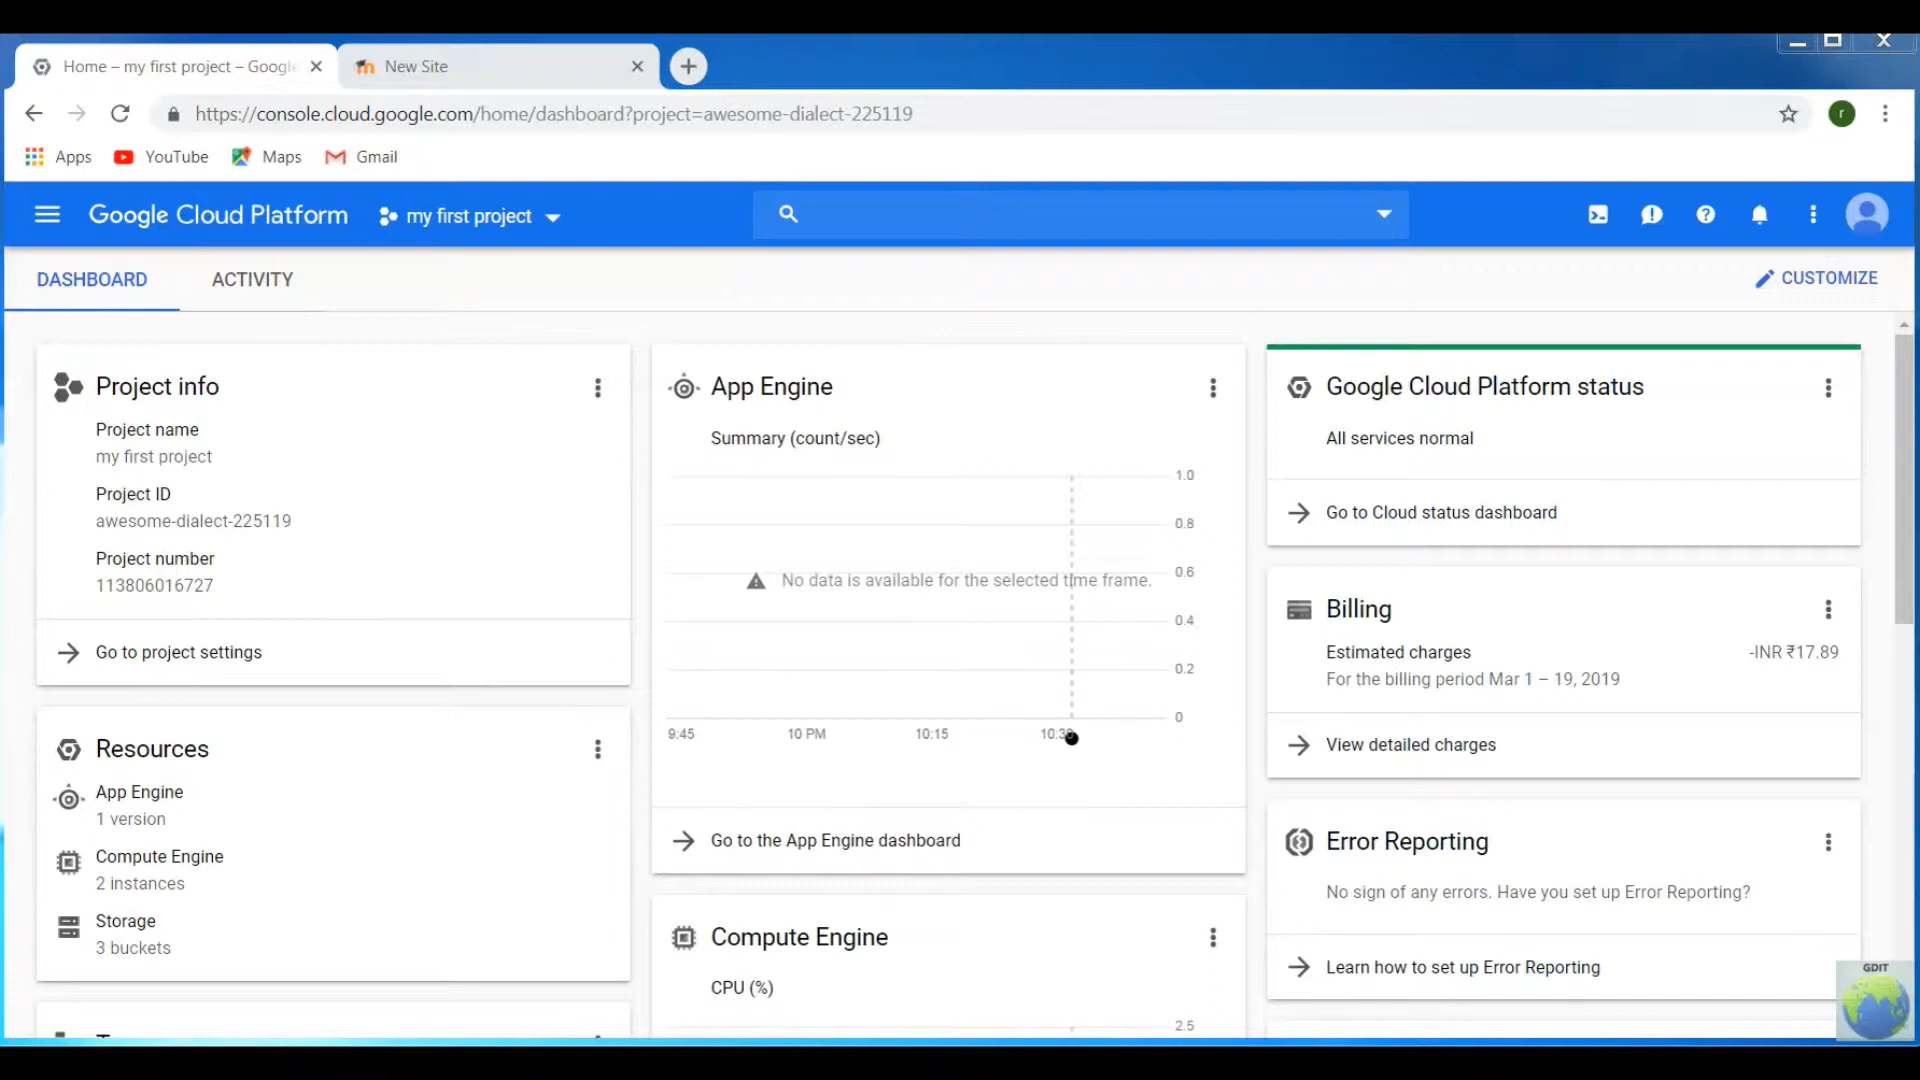 Home – my first project – Google
New Site
https://console.cloud.google.com/home/dashboard?project=awesome-dialect-225119
r
Apps
YouTube
Maps
Gmail
Google Cloud Platform
my first project
DASHBOARD
ACTIVITY
CUSTOMIZE
Project info
Project name
my first project
Project ID
awesome-dialect-225119
Project number
113806016727
Go to project settings
Resources
App Engine
1 version
Compute Engine
2 instances
Storage
3 buckets
App Engine
Summary (count/sec)
1.0
0.8
No data is available for the selected time frame.
0.6
0.4
0.2
0
9:45
10 PM
10:15
10:30
Go to the App Engine dashboard
Compute Engine
CPU (%)
2.5
Google Cloud Platform status
All services normal
Go to Cloud status dashboard
Billing
Estimated charges
-INR ₹17.89
For the billing period Mar 1 – 19, 2019
View detailed charges
Error Reporting
No sign of any errors. Have you set up Error Reporting?
Learn how to set up Error Reporting
GDIT